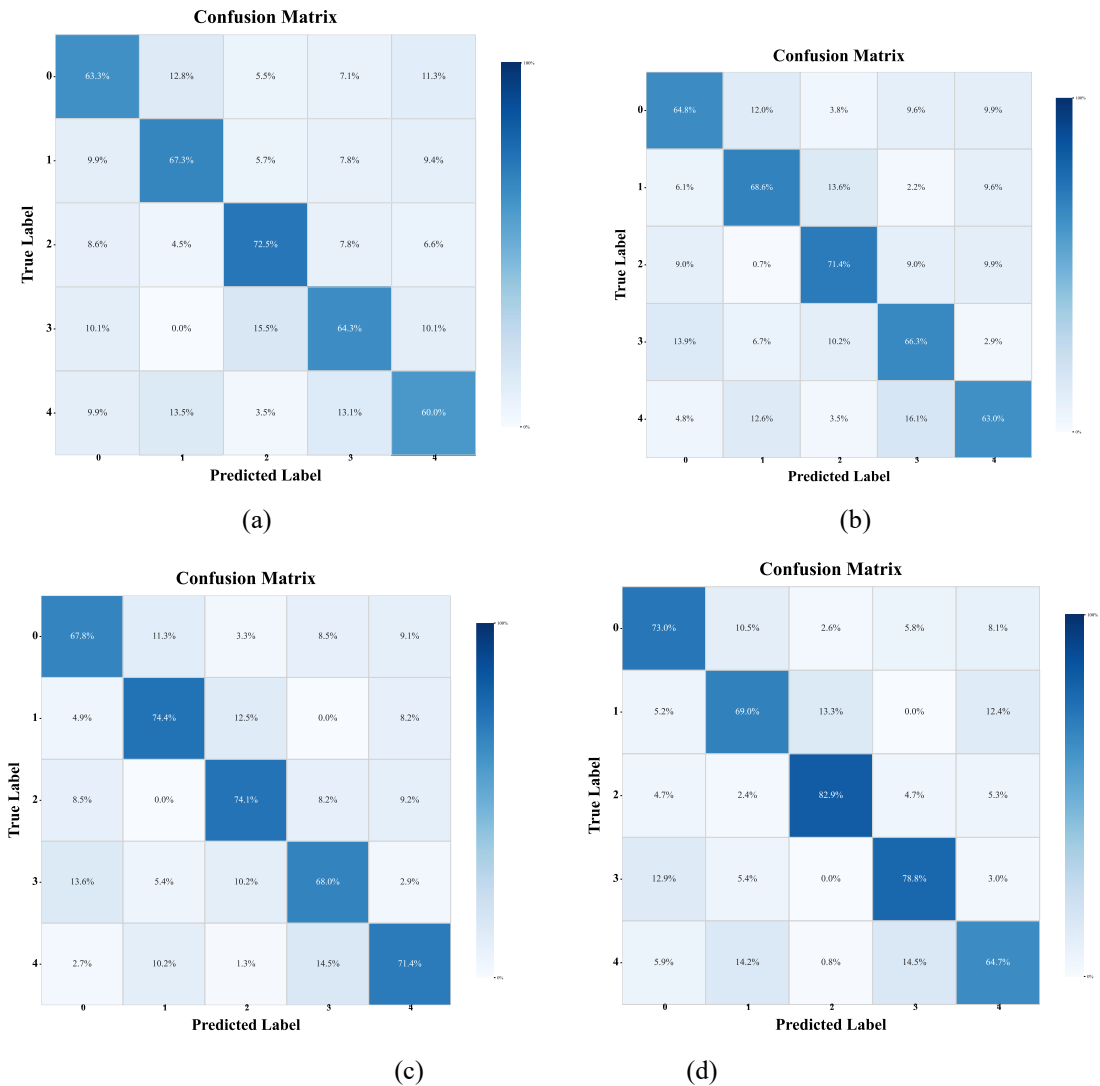 Confusion Matrix
0 63.3% 12.8% 5.5% 7.1% 11.3%
1 9.9% 67.3% 5.7% 7.8% 9.4%
2 8.6% 4.5% 72.5% 7.8% 6.6%
3 10.1% 0.0% 15.5% 64.3% 10.1%
4 9.9% 13.5% 3.5% 13.1% 60.0%
0 1 2 3 4
Predicted Label
True Label
100%
0%
(a)
Confusion Matrix
0 64.8% 12.0% 3.8% 9.6% 9.9%
1 6.1% 68.6% 13.6% 2.2% 9.6%
2 9.0% 0.7% 71.4% 9.0% 9.9%
3 13.9% 6.7% 10.2% 66.3% 2.9%
4 4.8% 12.6% 3.5% 16.1% 63.0%
0 1 2 3 4
Predicted Label
True Label
100%
0%
(b)
Confusion Matrix
0 67.8% 11.3% 3.3% 8.5% 9.1%
1 4.9% 74.4% 12.5% 0.0% 8.2%
2 8.5% 0.0% 74.1% 8.2% 9.2%
3 13.6% 5.4% 10.2% 68.0% 2.9%
4 2.7% 10.2% 1.3% 14.5% 71.4%
0 1 2 3 4
Predicted Label
True Label
100%
0%
(c)
Confusion Matrix
0 73.0% 10.5% 2.6% 5.8% 8.1%
1 5.2% 69.0% 13.3% 0.0% 12.4%
2 4.7% 2.4% 82.9% 4.7% 5.3%
3 12.9% 5.4% 0.0% 78.8% 3.0%
4 5.9% 14.2% 0.8% 14.5% 64.7%
0 1 2 3 4
Predicted Label
True Label
100%
0%
(d)